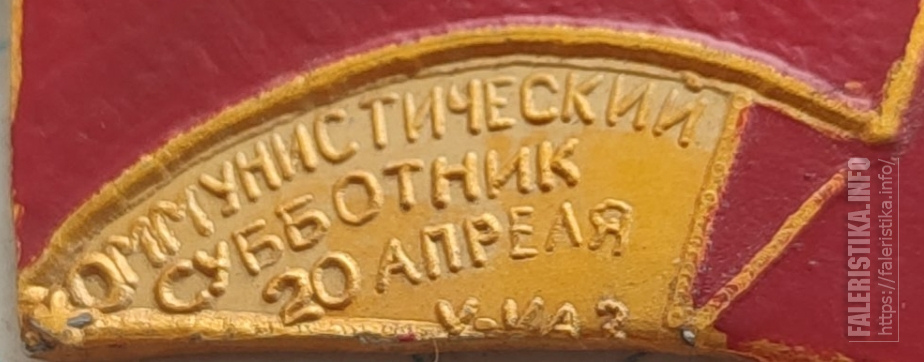 КОММУНИСТИЧЕСКИЙ
СУББОТНИК
20 АПРЕЛЯ
FALERISTIKA.INFO
https://faleristika.info/